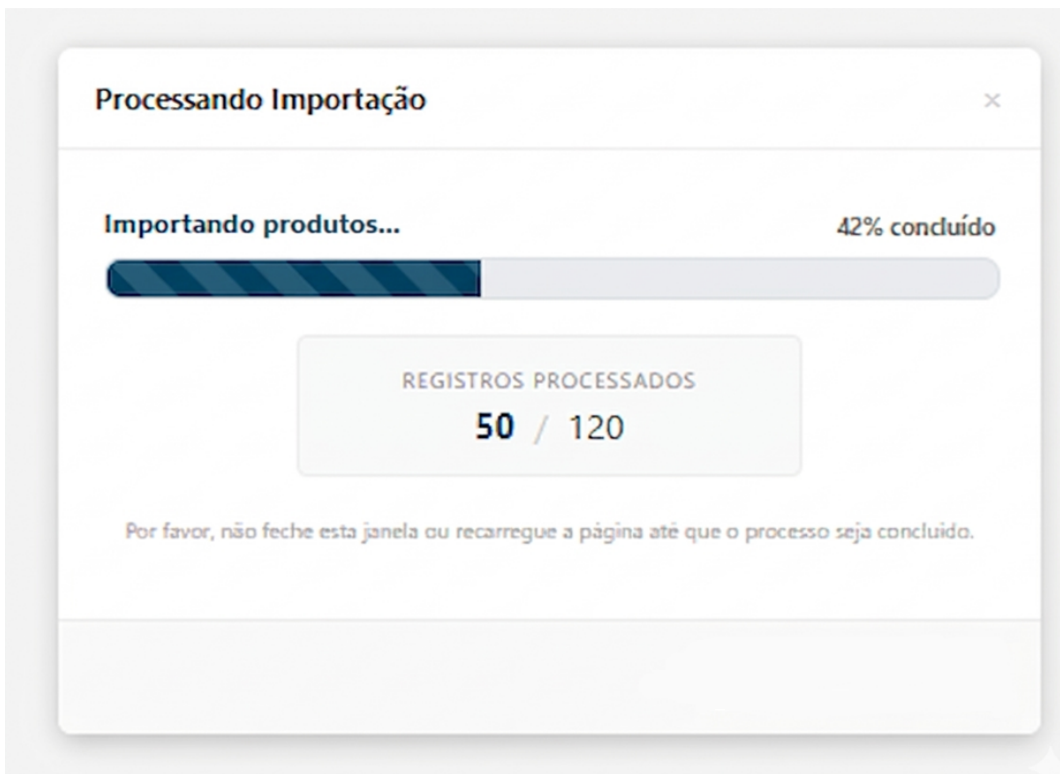 Processando Importação
×
Importando produtos...
42% concluído
REGISTROS PROCESSADOS
50 / 120
Por favor, não feche esta janela ou recarregue a página até que o processo seja concluído.